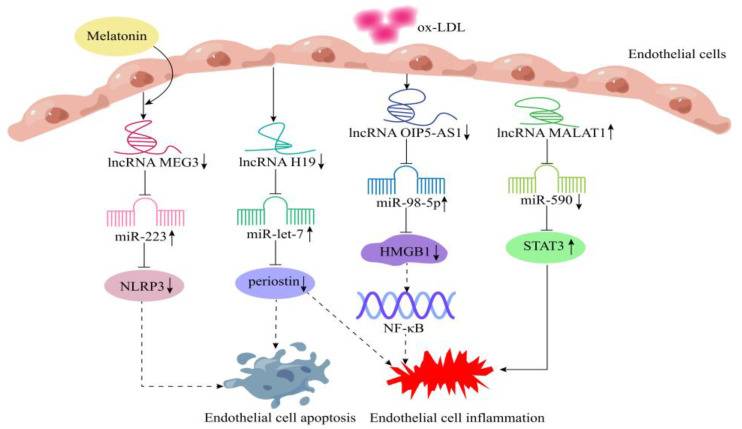 Melatonin
ox-LDL
Endothelial cells
lncRNA MEG3↓
lncRNA H19↓
lncRNA OIP5-AS1↓
lncRNA MALAT1↑
miR-223↑
miR-let-7↑
miR-98-5p↑
miR-590↓
NLRP3↓
periostin↓
HMGB1↓
STAT3↑
NF-κB
Endothelial cell apoptosis
Endothelial cell inflammation